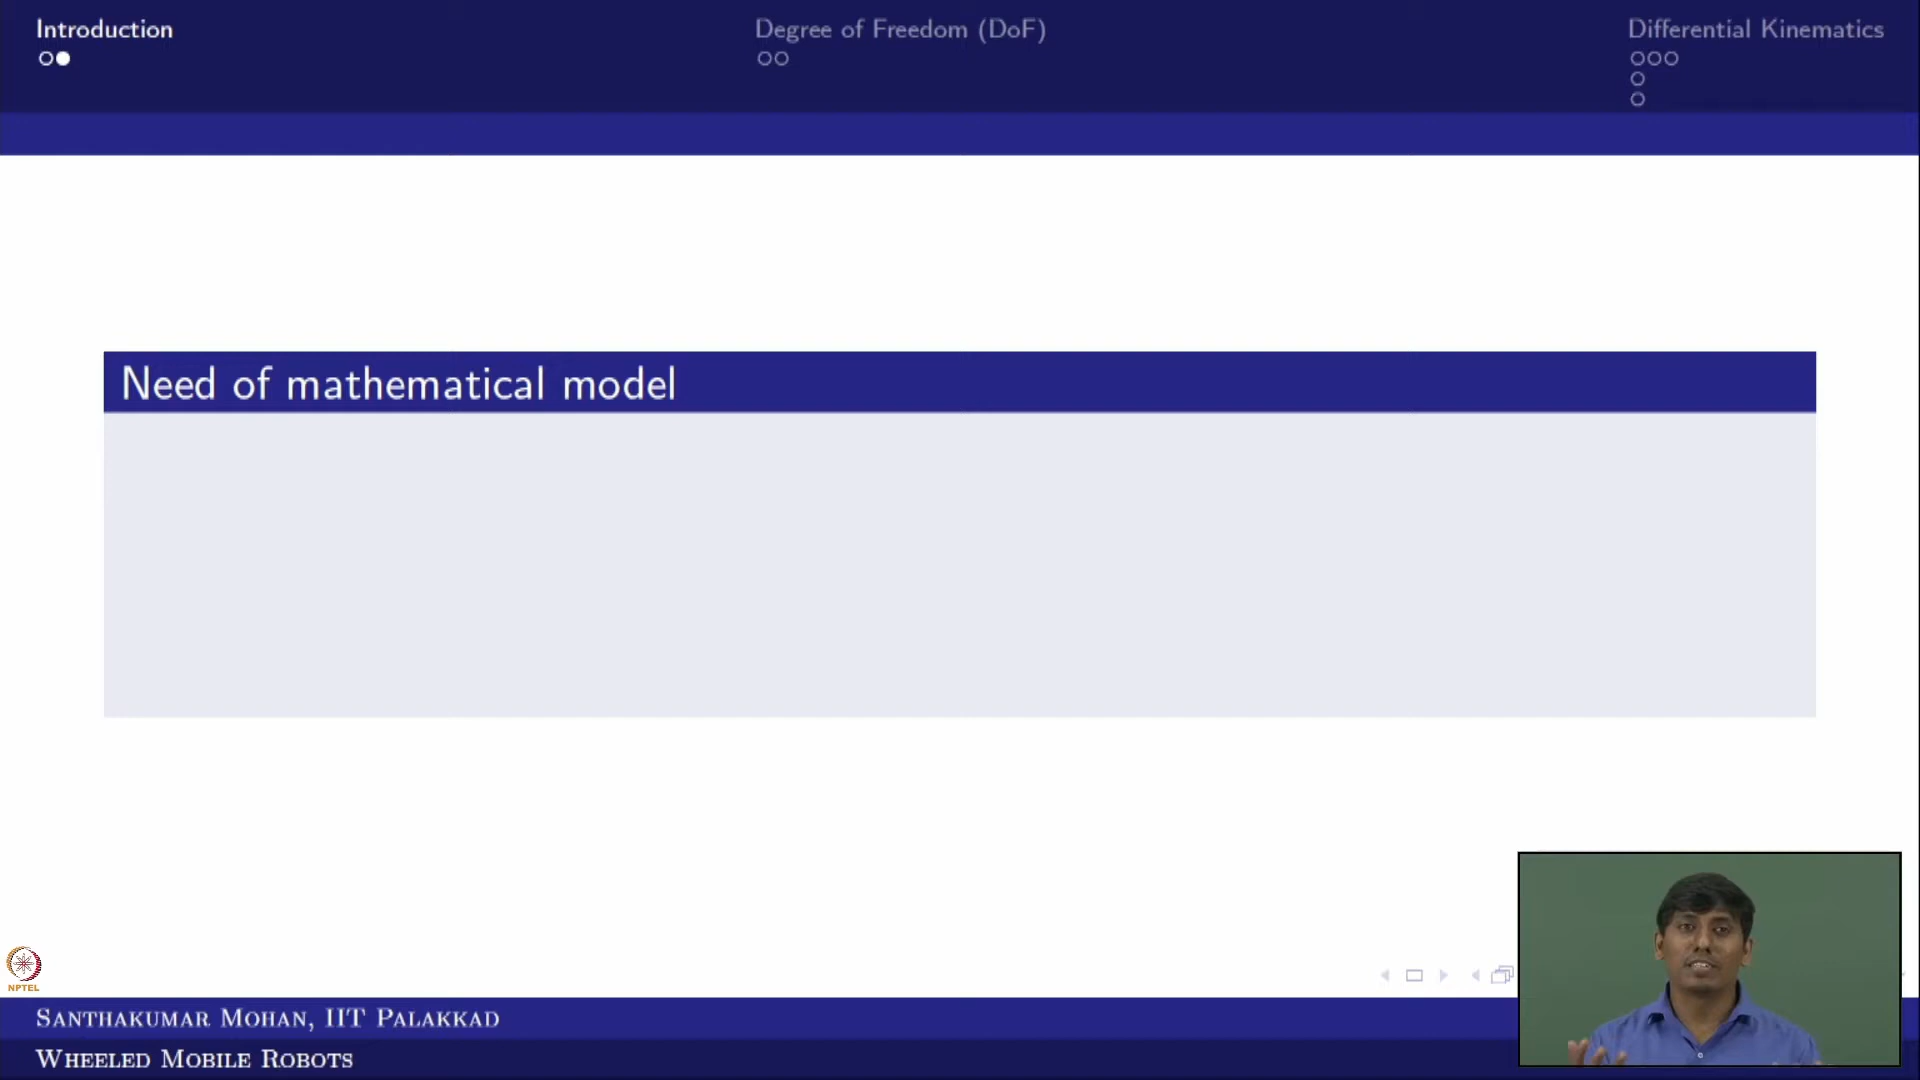 Introduction
Degree of Freedom (DoF)
Differential Kinematics
Need of mathematical model
NPTEL
SANTHAKUMAR MOHAN, IIT PALAKKAD
WHEELED MOBILE ROBOTS